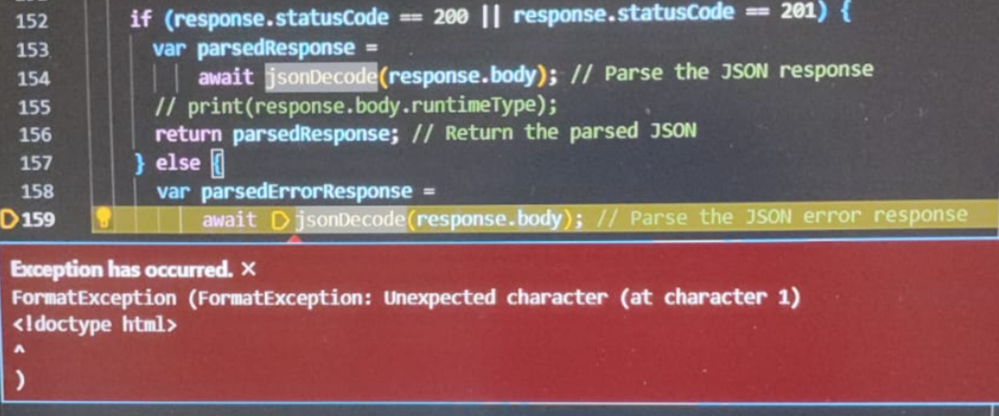 152 if (response.statusCode == 200 || response.statusCode == 201) {
153 var parsedResponse =
154 await jsonDecode(response.body); // Parse the JSON response
155 // print(response.body.runtimeType);
156 return parsedResponse; // Return the parsed JSON
157 } else {
158 var parsedErrorResponse =
159 await jsonDecode(response.body); // Parse the JSON error response
Exception has occurred. ×
FormatException (FormatException: Unexpected character (at character 1)
<!doctype html>
^
)